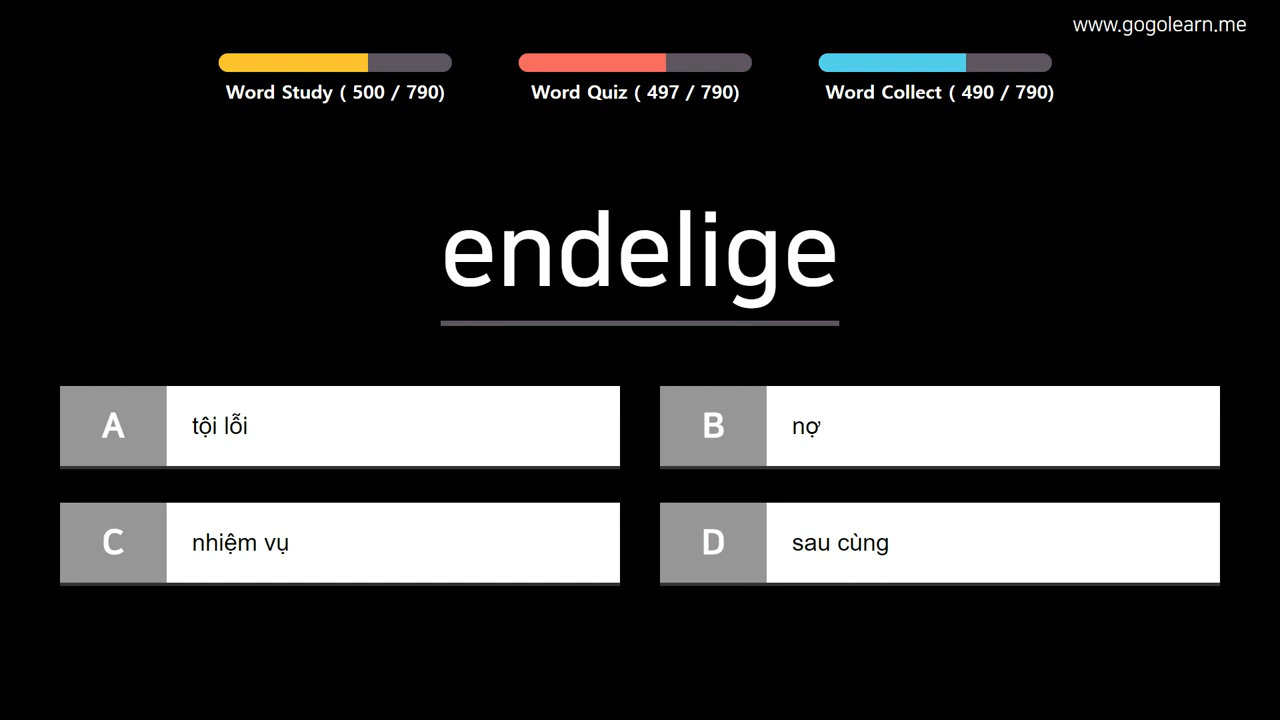 www.gogolearn.me
Word Study ( 500 / 790)
Word Quiz ( 497 / 790)
Word Collect ( 490 / 790)
endelige
A tội lỗi
B nợ
C nhiệm vụ
D sau cùng